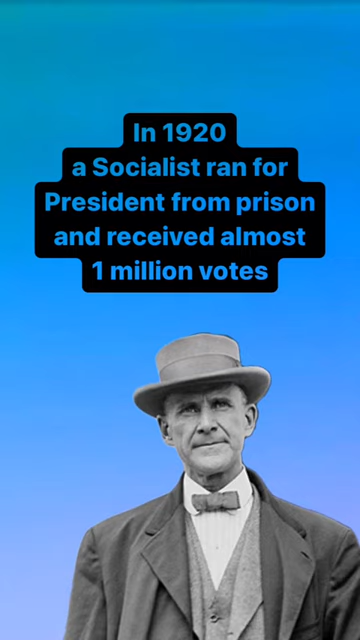 In 1920
a Socialist ran for
President from prison
and received almost
1 million votes